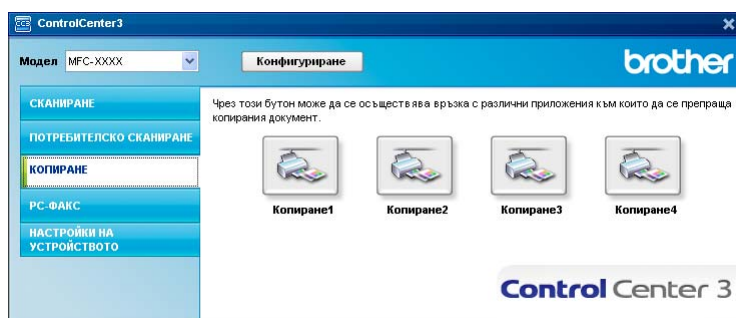 ControlCenter3
Модел MFC-XXXX Конфигуриране
brother
СКАНИРАНЕ
ПОТРЕБИТЕЛСКО СКАНИРАНЕ
КОПИРАНЕ
PC-ФАКС
НАСТРОЙКИ НА
УСТРОЙСТВОТО
Чрез този бутон може да се осъществява връзка с различни приложения към които да се препраща
копирания документ.
Копиране1 Копиране2 Копиране3 Копиране4
Control Center 3